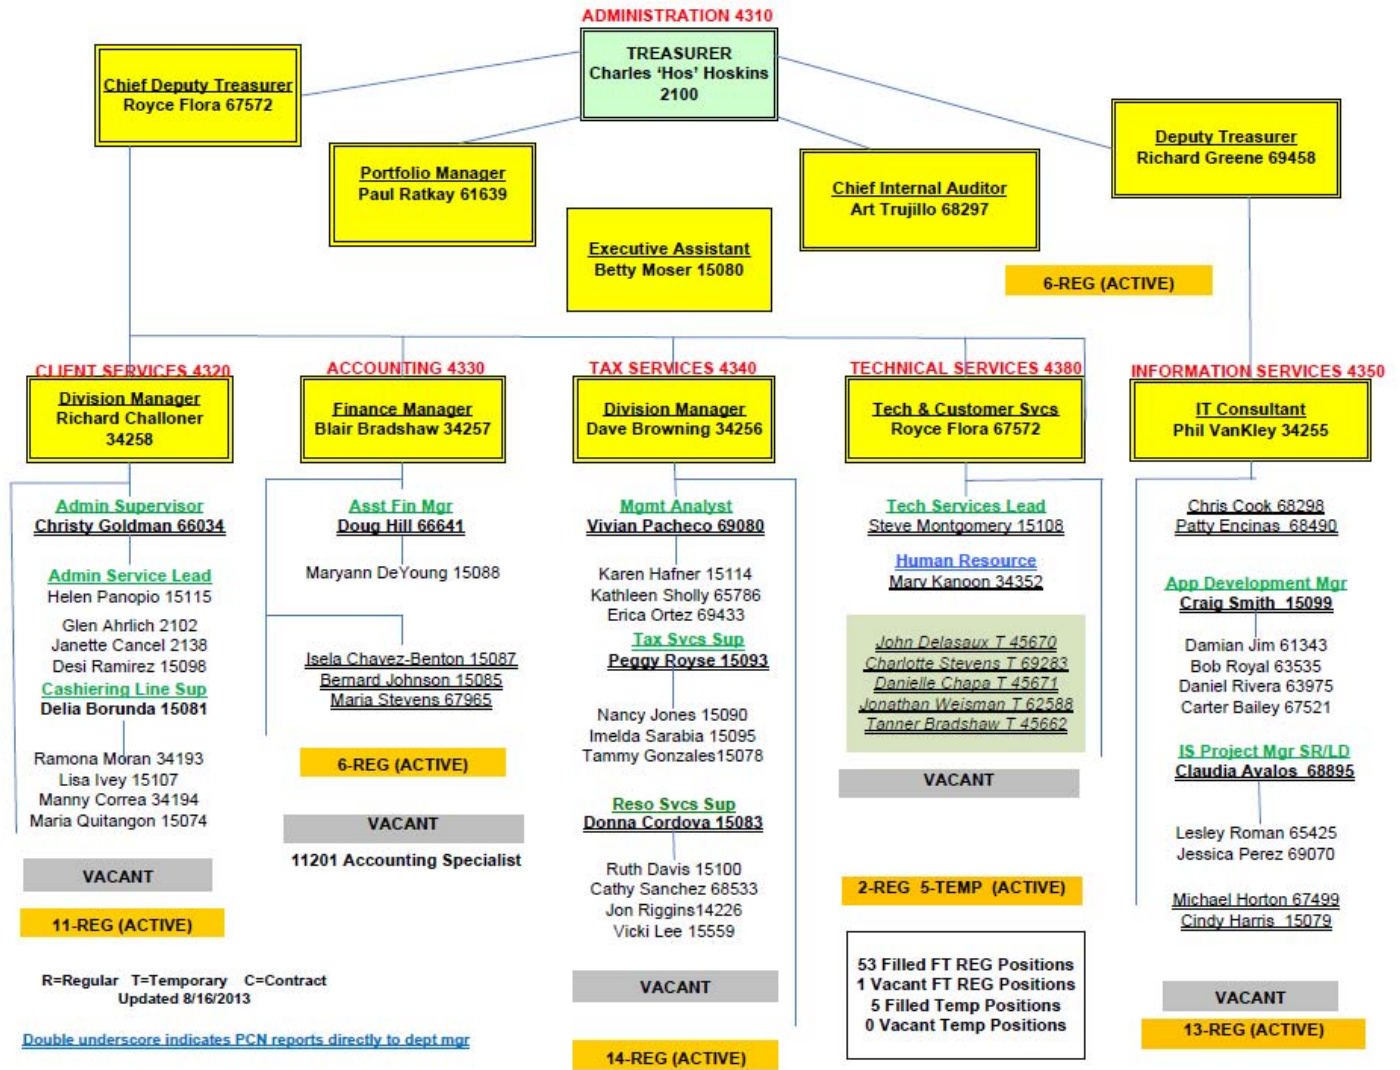 ADMINISTRATION 4310
TREASURER
Charles 'Hos' Hoskins
2100
Chief Deputy Treasurer
Royce Flora 67572
Deputy Treasurer
Richard Greene 69458
Portfolio Manager
Paul Ratkay 61639
Chief Internal Auditor
Art Trujillo 68297
Executive Assistant
Betty Moser 15080
6-REG (ACTIVE)
CLIENT SERVICES 4320
Division Manager
Richard Challoner
34258
Admin Supervisor
Christy Goldman 66034
Admin Service Lead
Helen Panopio 15115
Glen Ahrlich 2102
Janette Cancel 2138
Desi Ramirez 15098
Cashiering Line Sup
Delia Borunda 15081
Ramona Moran 34193
Lisa Ivey 15107
Manny Correa 34194
Maria Quitangon 15074
VACANT
11-REG (ACTIVE)
ACCOUNTING 4330
Finance Manager
Blair Bradshaw 34257
Asst Fin Mgr
Doug Hill 66641
Maryann DeYoung 15088
Isela Chavez-Benton 15087
Bernard Johnson 15085
Maria Stevens 67965
6-REG (ACTIVE)
VACANT
11201 Accounting Specialist
TAX SERVICES 4340
Division Manager
Dave Browning 34256
Mgmt Analyst
Vivian Pacheco 69080
Karen Hafner 15114
Kathleen Sholly 65786
Erica Ortez 69433
Tax Svcs Sup
Peggy Royse 15093
Nancy Jones 15090
Imelda Sarabia 15095
Tammy Gonzales15078
Reso Svcs Sup
Donna Cordova 15083
Ruth Davis 15100
Cathy Sanchez 68533
Jon Riggins14226
Vicki Lee 15559
VACANT
14-REG (ACTIVE)
TECHNICAL SERVICES 4380
Tech & Customer Svcs
Royce Flora 67572
Tech Services Lead
Steve Montgomery 15108
Human Resource
Mary Kanoon 34352
John Delasaux T 45670
Charlotte Stevens T 69283
Danielle Chapa T 45671
Jonathan Weisman T 62588
Tanner Bradshaw T 45662
VACANT
2-REG 5-TEMP (ACTIVE)
53 Filled FT REG Positions
1 Vacant FT REG Positions
5 Filled Temp Positions
0 Vacant Temp Positions
INFORMATION SERVICES 4350
IT Consultant
Phil VanKley 34255
Chris Cook 68298
Patty Encinas 68490
App Development Mgr
Craig Smith 15099
Damian Jim 61343
Bob Royal 63535
Daniel Rivera 63975
Carter Bailey 67521
IS Project Mgr SR/LD
Claudia Avalos 68895
Lesley Roman 65425
Jessica Perez 69070
Michael Horton 67499
Cindy Harris 15079
VACANT
13-REG (ACTIVE)
R=Regular T=Temporary C=Contract
Updated 8/16/2013
Double underscore indicates PCN reports directly to dept mgr